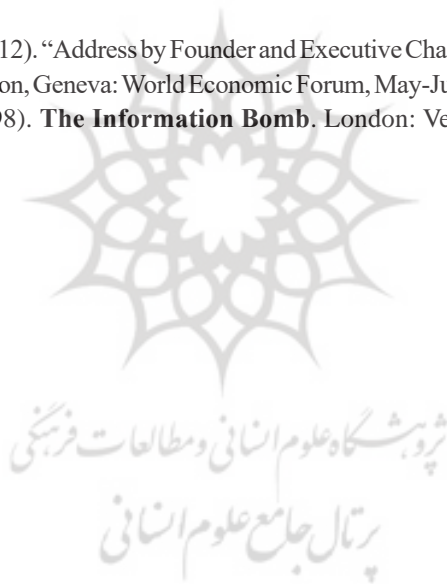 12). “Address by Founder and Executive Cha
on, Geneva: World Economic Forum, May-Ju
98). The Information Bomb. London: Ve
پژوهشگاه علوم انسانی و مطالعات فرهنگی
پرتال جامع علوم انسانی